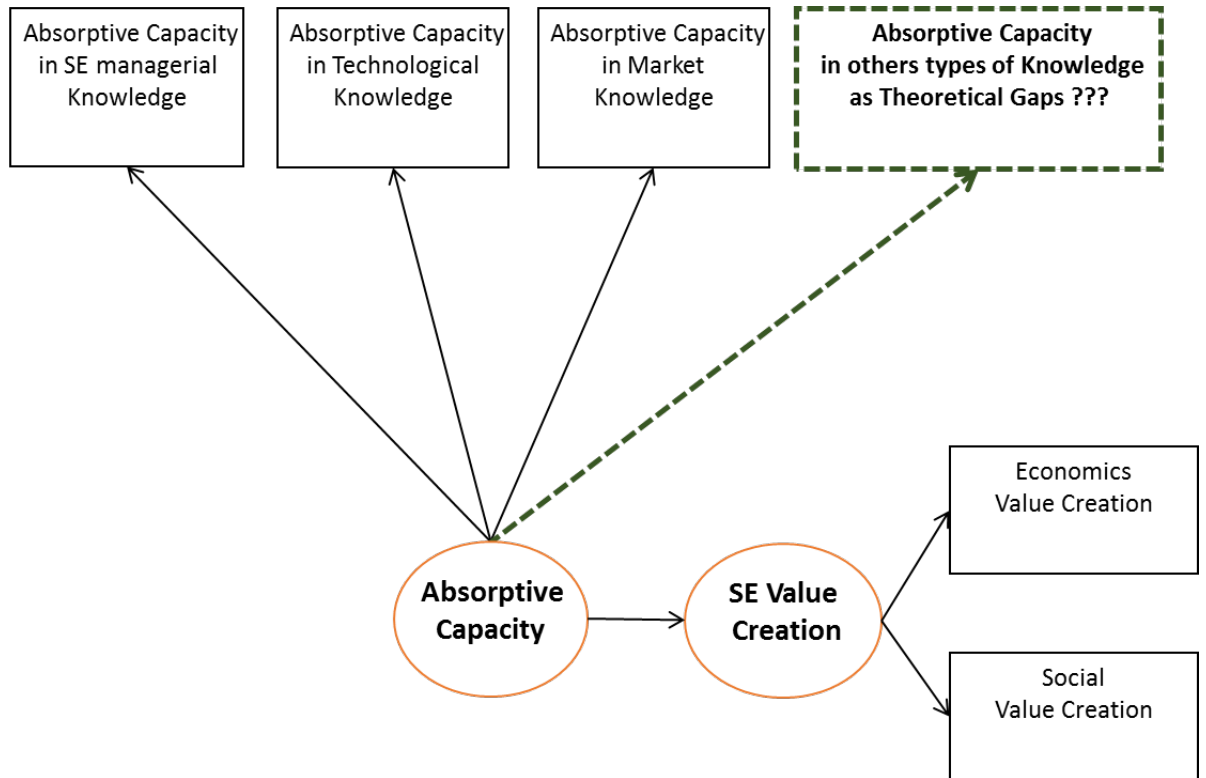 Absorptive Capacity
in SE managerial
Knowledge
Absorptive Capacity
in Technological
Knowledge
Absorptive Capacity
in Market
Knowledge
Absorptive Capacity
in others types of Knowledge
as Theoretical Gaps ???
Absorptive
Capacity
SE Value
Creation
Economics
Value Creation
Social
Value Creation